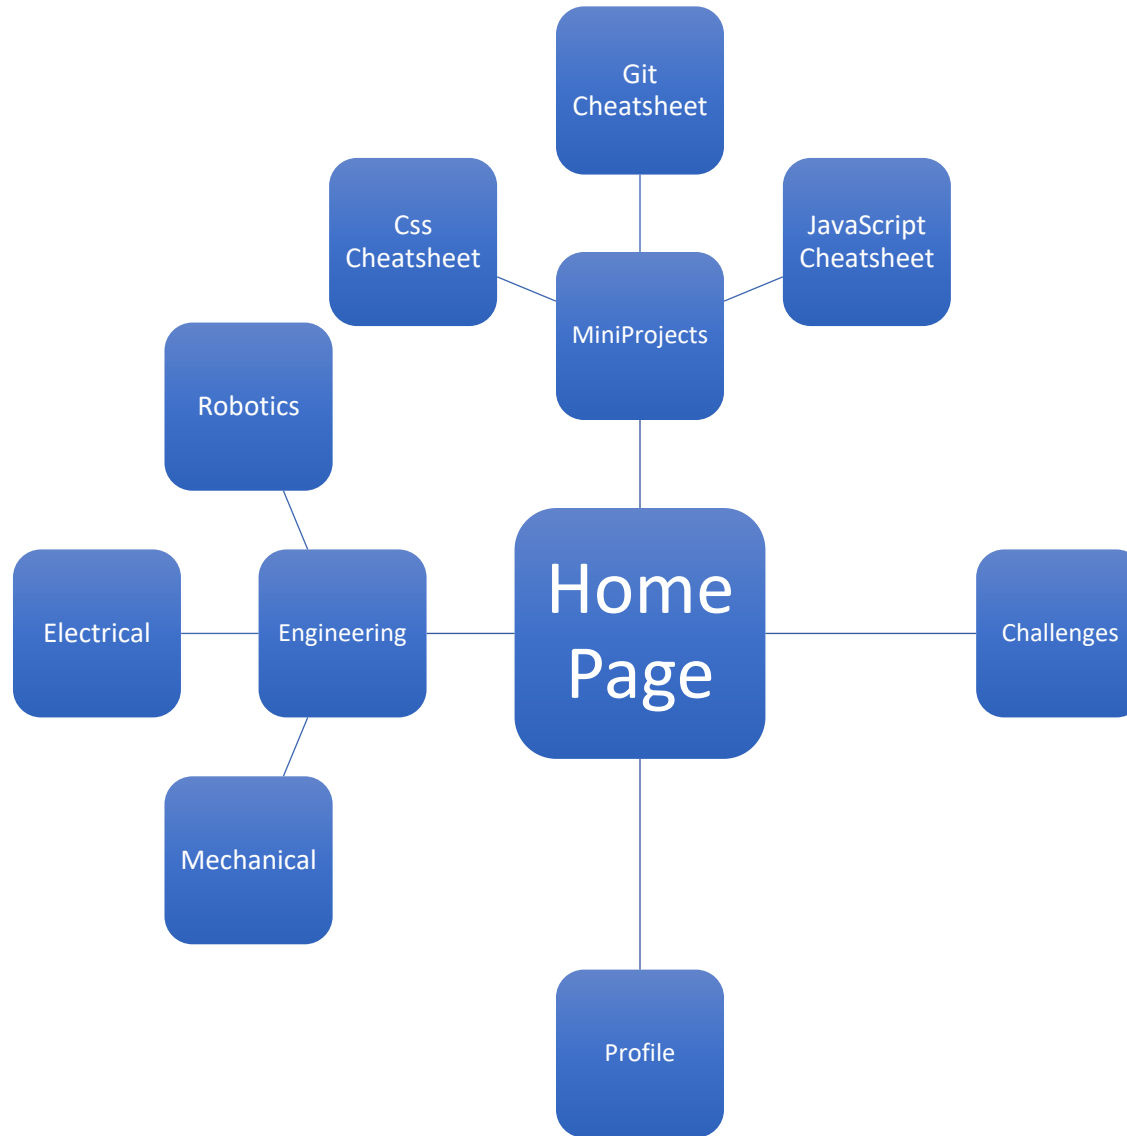 Git
Cheatsheet
Css
Cheatsheet
JavaScript
Cheatsheet
MiniProjects
Robotics
Home
Page
Electrical
Engineering
Challenges
Mechanical
Profile